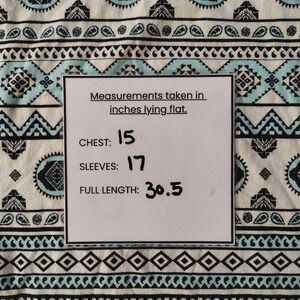 Measurements taken in
inches lying flat.
CHEST: 15
SLEEVES: 17
FULL LENGTH: 30.5